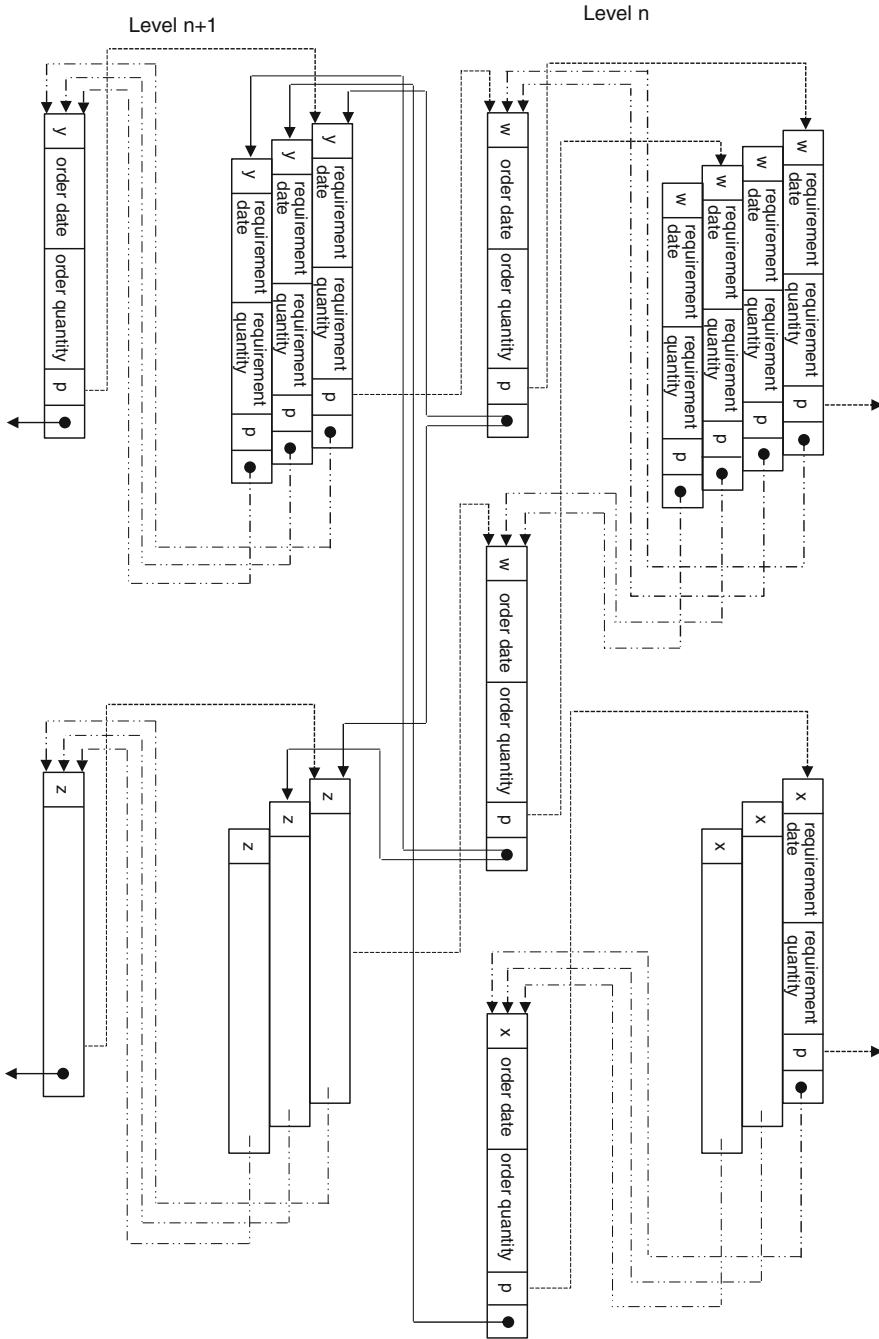 Level n+1
Level n
y
order date
order quantity
p
y
requirement
date
requirement
quantity
p
y
requirement
date
requirement
quantity
p
y
requirement
date
requirement
quantity
p
w
order date
order quantity
p
w
requirement
date
requirement
quantity
p
w
requirement
date
requirement
quantity
p
w
requirement
date
requirement
quantity
p
w
requirement
date
requirement
quantity
p
w
order date
order quantity
p
z
z
z
z
x
requirement
date
requirement
quantity
p
x
x
x
order date
order quantity
p